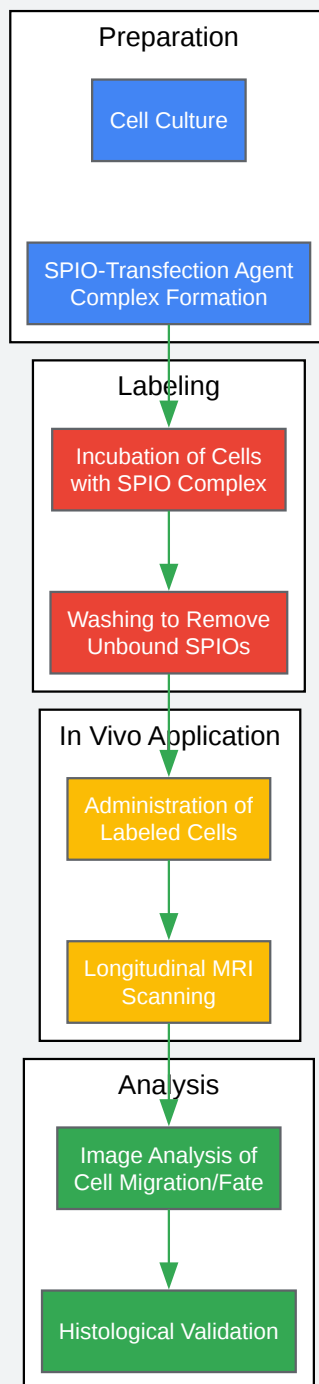 Preparation
Cell Culture
SPIO-Transfection Agent
Complex Formation
Labeling
Incubation of Cells
with SPIO Complex
Washing to Remove
Unbound SPIOs
In Vivo Application
Administration of
Labeled Cells
Longitudinal MRI
Scanning
Analysis
Image Analysis of
Cell Migration/Fate
Histological Validation